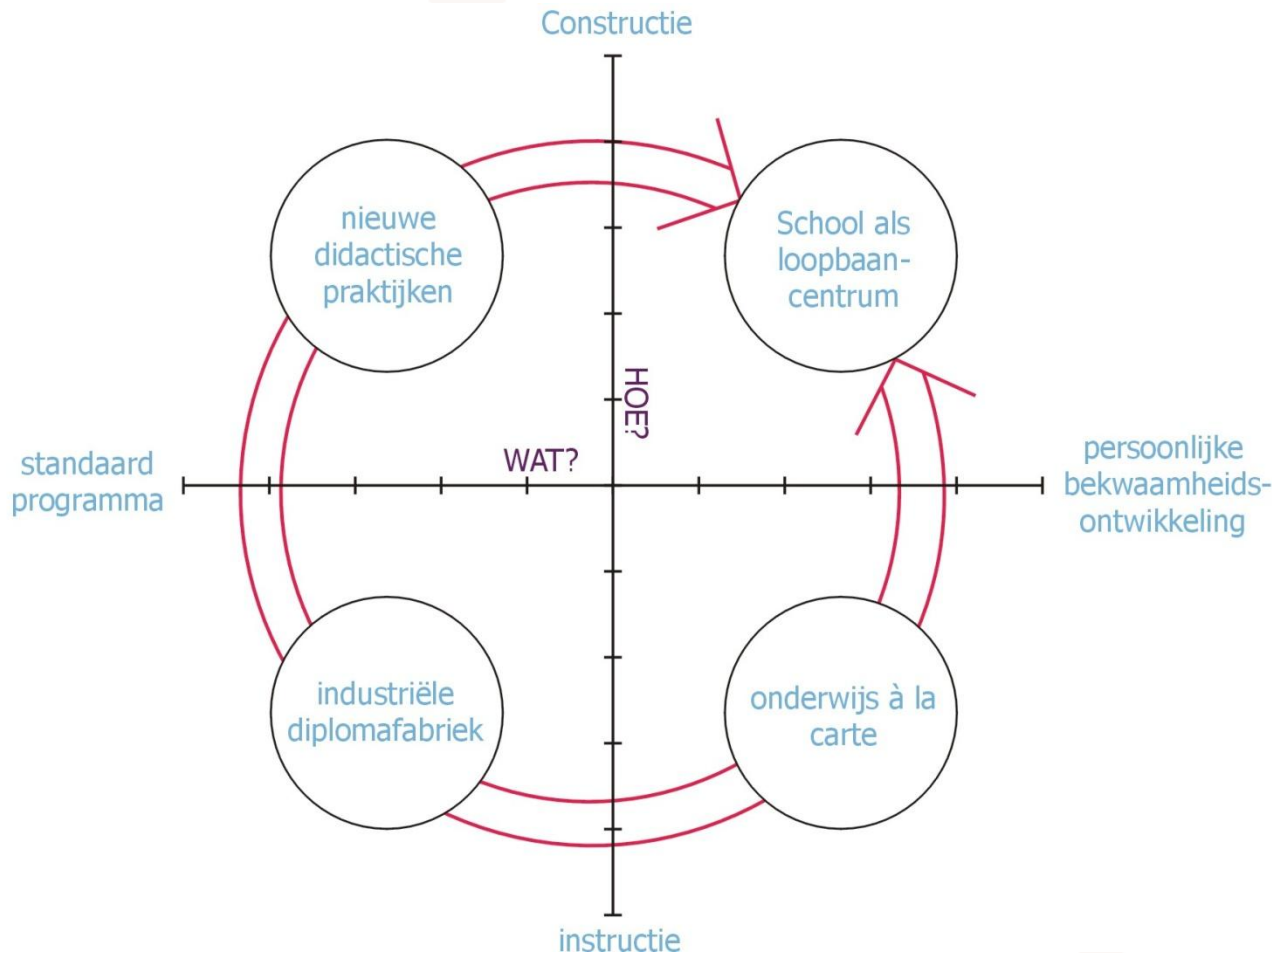 Constructie
nieuwe
didactische
praktijken
School als
loopbaan-
centrum
HOE?
WAT?
standaard
programma
persoonlijke
bekwaamheids-
ontwikkeling
industriële
diplomafabriek
onderwijs à la
carte
instructie